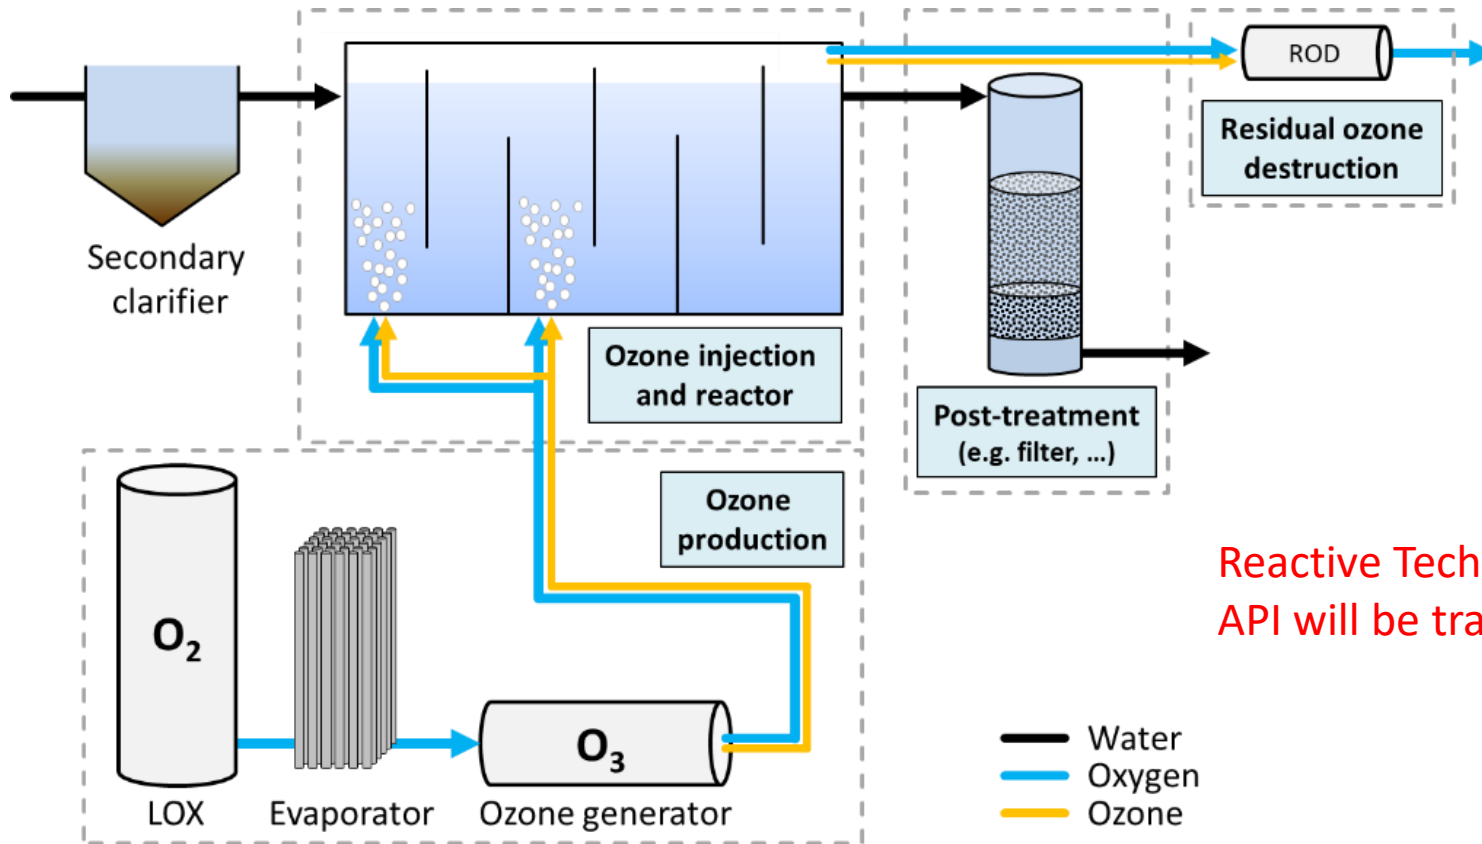 ROD
Residual ozone
destruction
Secondary
clarifier
Ozone injection
and reactor
Post-treatment
(e.g. filter, ...)
Ozone
production
O₂
O₃
LOX
Evaporator
Ozone generator
Reactive Tech
API will be tra
Water
Oxygen
Ozone